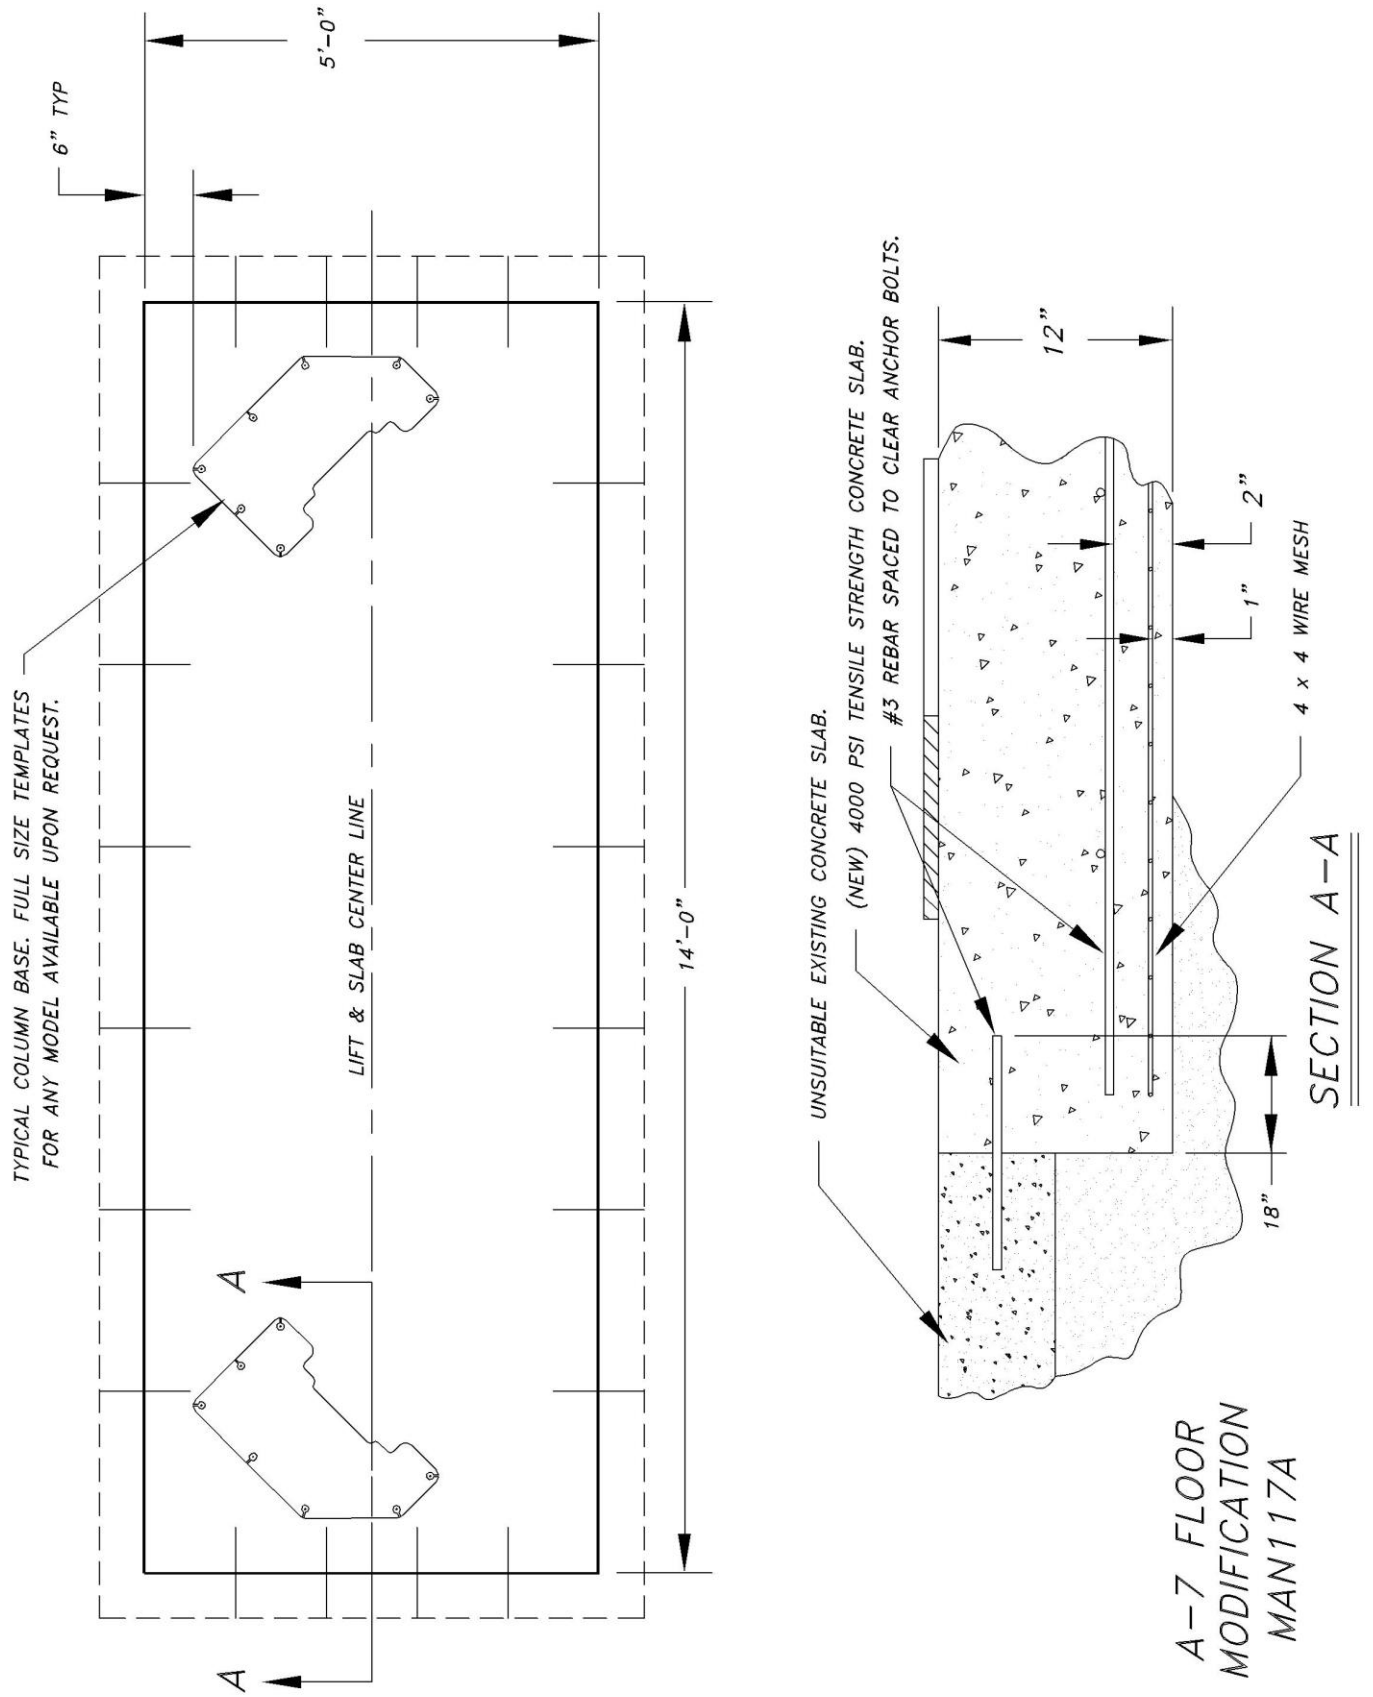 TYPICAL COLUMN BASE. FULL SIZE TEMPLATES
FOR ANY MODEL AVAILABLE UPON REQUEST.
6" TYP
5'-0"
LIFT & SLAB CENTER LINE
A
A
14'-0"
UNSUITABLE EXISTING CONCRETE SLAB.
(NEW) 4000 PSI TENSILE STRENGTH CONCRETE SLAB.
#3 REBAR SPACED TO CLEAR ANCHOR BOLTS.
12"
2"
1"
18"
4 x 4 WIRE MESH
SECTION A-A
A-7 FLOOR
MODIFICATION
MAN117A